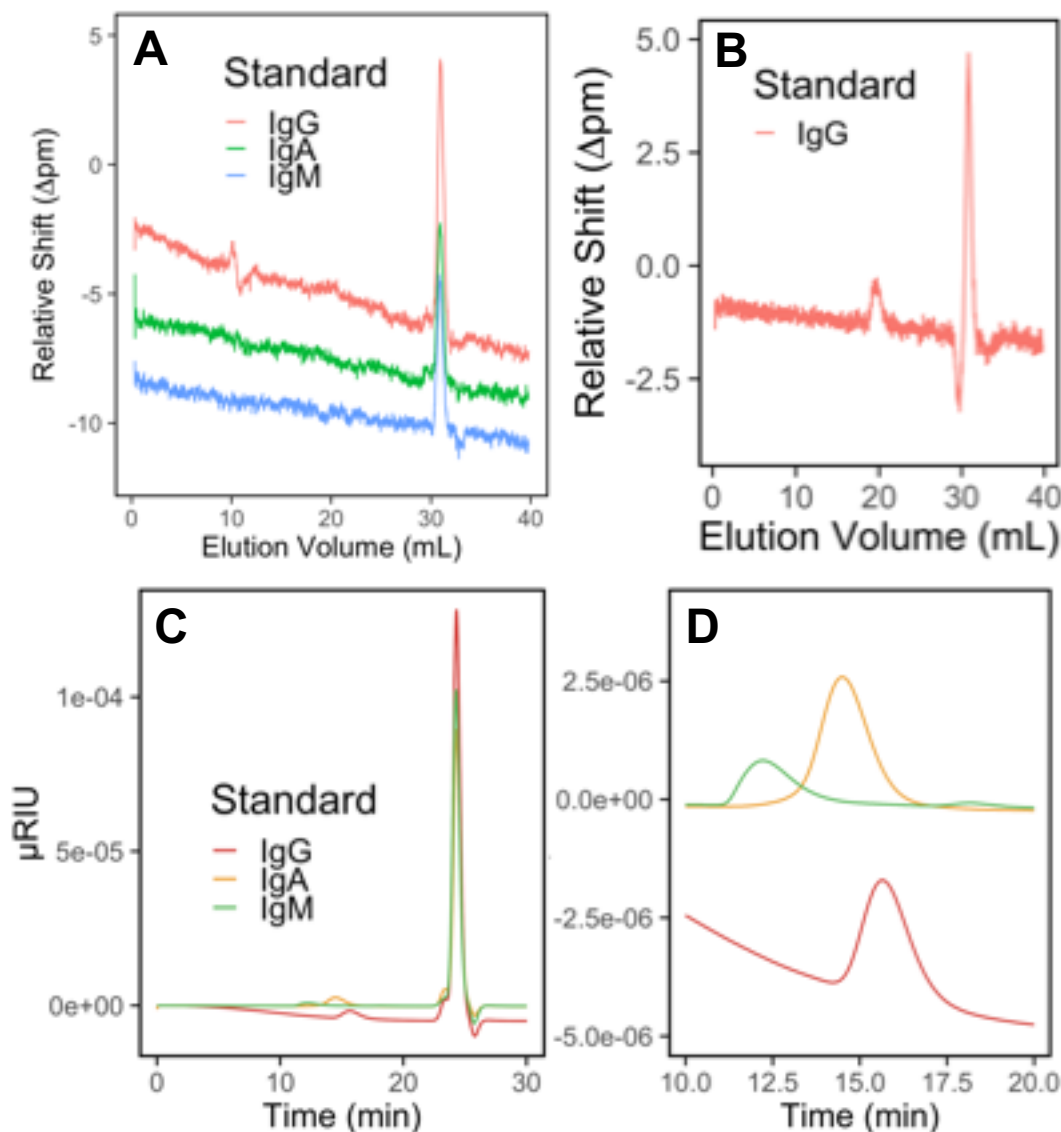 A
Standard
IgG
IgA
IgM
Relative Shift (Δpm)
5
0
-5
-10
0 10 20 30 40
Elution Volume (mL)
B
Standard
IgG
Relative Shift (Δpm)
5.0
2.5
0.0
-2.5
0 10 20 30 40
Elution Volume (mL)
C
Standard
IgG
IgA
IgM
μRIU
1e-04
5e-05
0e+00
0 10 20 30
Time (min)
D
2.5e-06
0.0e+00
-2.5e-06
-5.0e-06
10.0 12.5 15.0 17.5 20.0
Time (min)